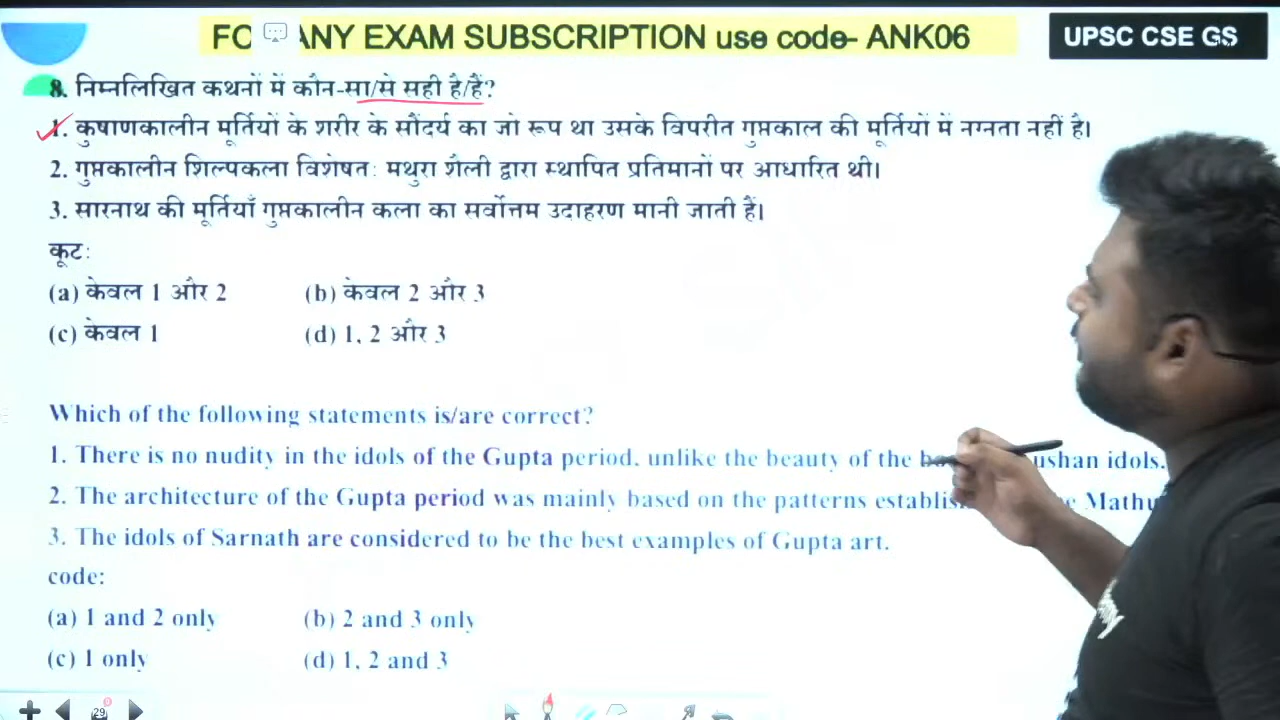 FO ANY EXAM SUBSCRIPTION use code- ANK06
UPSC CSE GS
8. निम्नलिखित कथनों में कौन-सा/से सही है/हैं?
1. कुषाणकालीन मूर्तियों के शरीर के सौंदर्य का जो रूप था उसके विपरीत गुप्तकाल की मूर्तियों में नग्नता नहीं है।
2. गुप्तकालीन शिल्पकला विशेषतः मथुरा शैली द्वारा स्थापित प्रतिमानों पर आधारित थी।
3. सारनाथ की मूर्तियाँ गुप्तकालीन कला का सर्वोत्तम उदाहरण मानी जाती हैं।
कूटः
(a) केवल 1 और 2 (b) केवल 2 और 3
(c) केवल 1 (d) 1, 2 और 3
Which of the following statements is/are correct?
1. There is no nudity in the idols of the Gupta period, unlike the beauty of the idols.
2. The architecture of the Gupta period was mainly based on the patterns
3. The idols of Sarnath are considered to be the best examples of Gupta art.
code:
(a) 1 and 2 only (b) 2 and 3 only
(c) 1 only (d) 1, 2 and 3
29